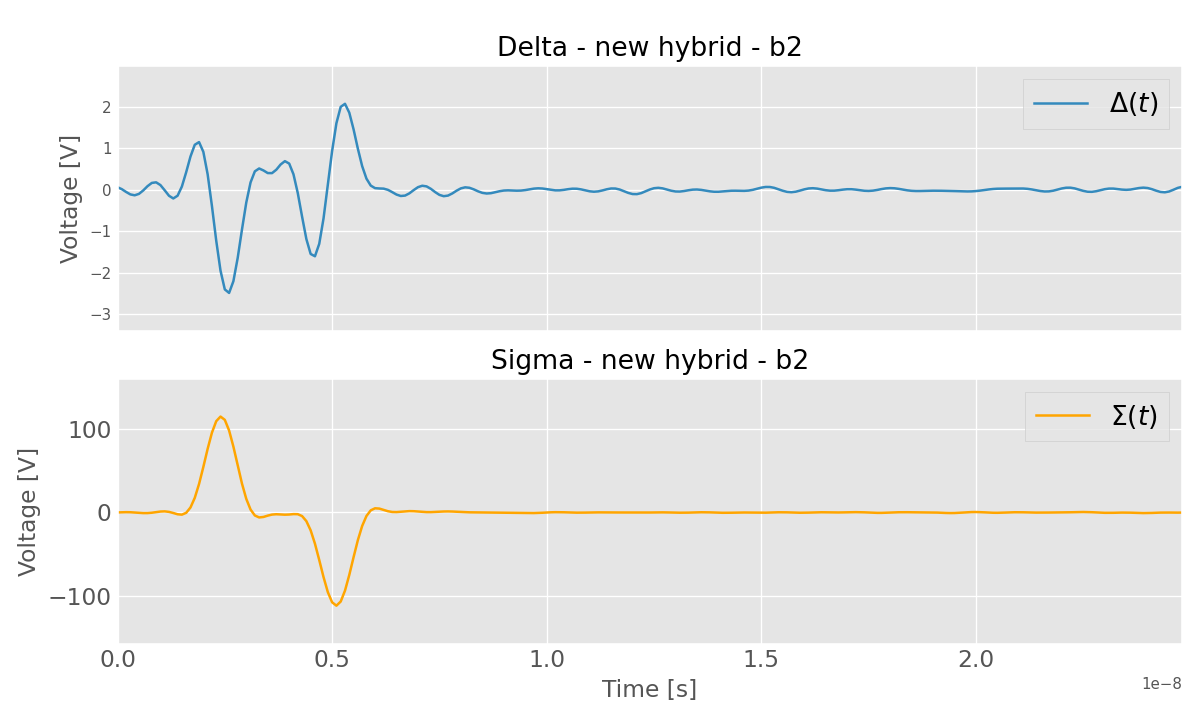 Delta - new hybrid - b2
Voltage [V]
2
1
0
−1
−2
−3
Δ(t)
Sigma - new hybrid - b2
Voltage [V]
100
0
−100
Σ(t)
0.0 0.5 1.0 1.5 2.0
Time [s]
1e−8